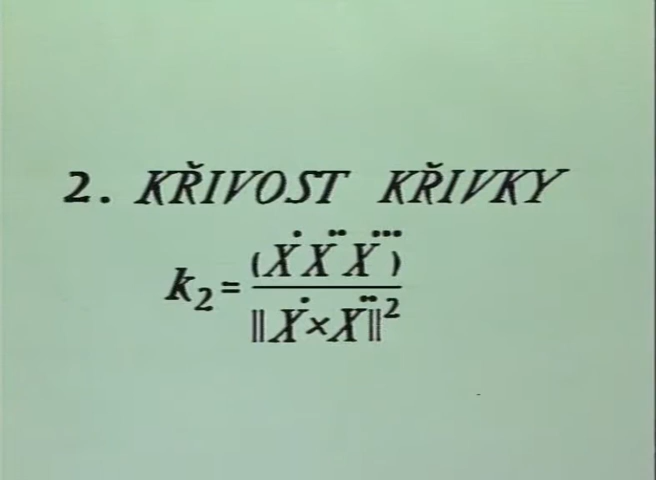 2. KŘIVOST KŘIVKY
k₂ = (Ẋ Ẍ X⃛) / ‖Ẋ×Ẍ‖²